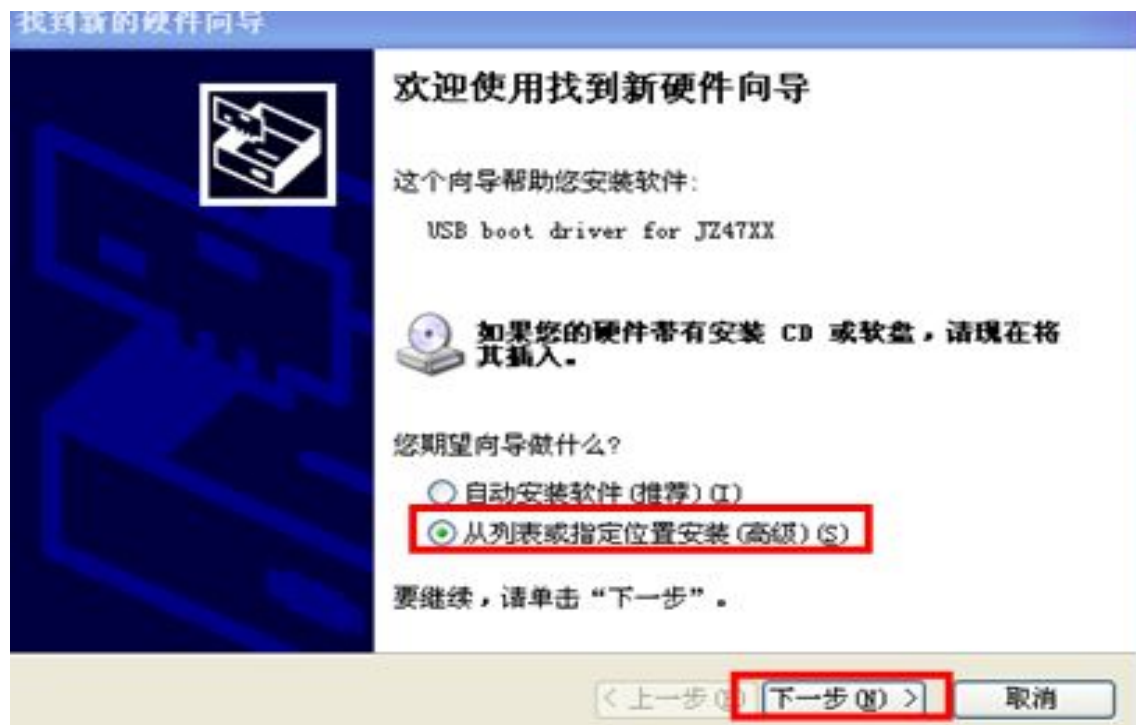 找到新的硬件向导
欢迎使用找到新硬件向导
这个向导帮助您安装软件:
USB boot driver for JZ47XX
如果您的硬件带有安装 CD 或软盘，请现在将
其插入。
您期望向导做什么?
自动安装软件(推荐)(I)
从列表或指定位置安装(高级)(S)
要继续，请单击“下一步”。
< 上一步 下一步(N) > 取消